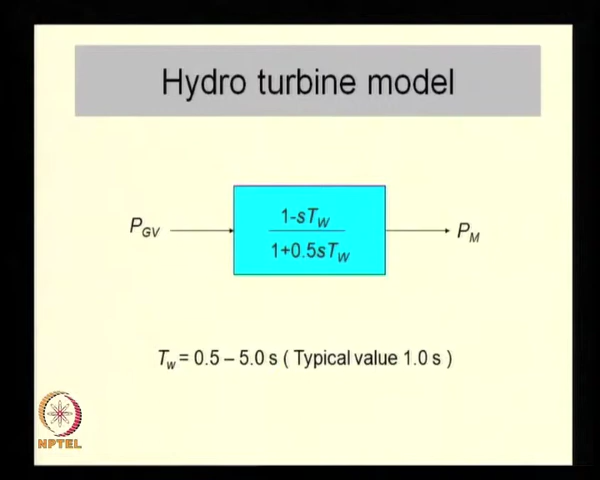 Hydro turbine model
P_GV
1-sT_W
1+0.5sT_W
P_M
T_w = 0.5 – 5.0 s ( Typical value 1.0 s )
NPTEL